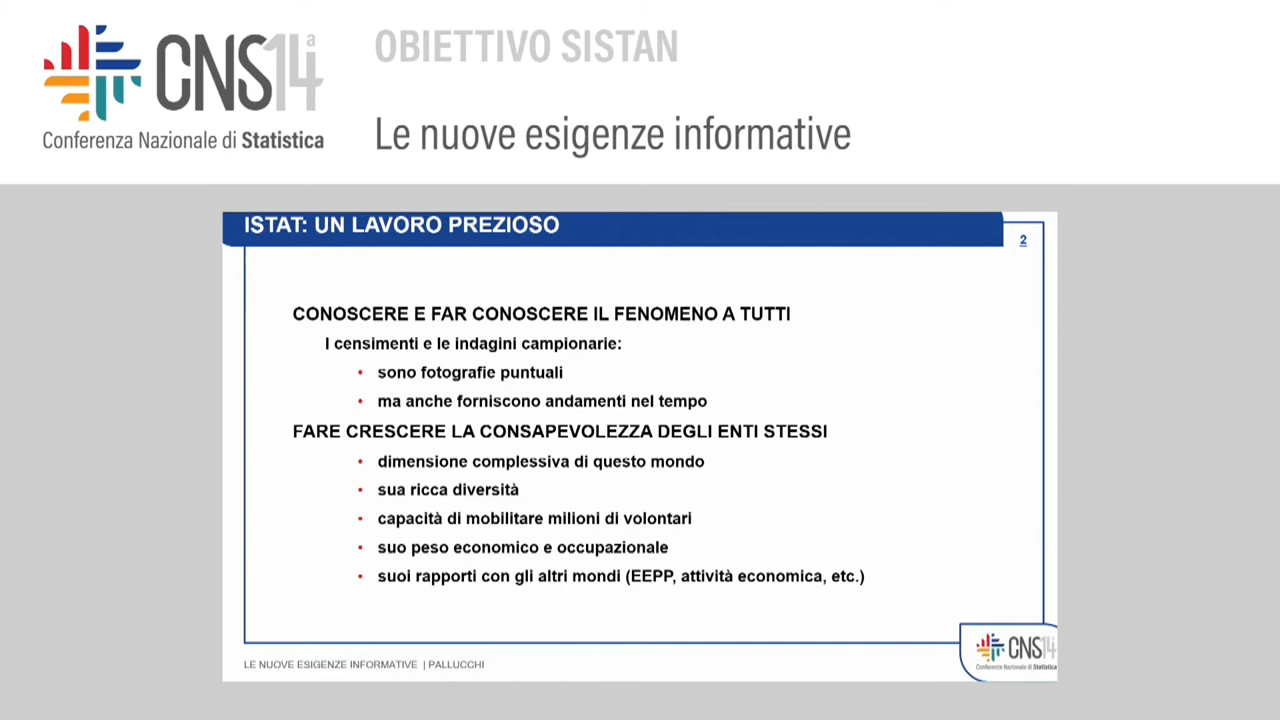 CNS14ª
Conferenza Nazionale di Statistica
OBIETTIVO SISTAN
Le nuove esigenze informative
ISTAT: UN LAVORO PREZIOSO
2
CONOSCERE E FAR CONOSCERE IL FENOMENO A TUTTI
I censimenti e le indagini campionarie:
• sono fotografie puntuali
• ma anche forniscono andamenti nel tempo
FARE CRESCERE LA CONSAPEVOLEZZA DEGLI ENTI STESSI
• dimensione complessiva di questo mondo
• sua ricca diversità
• capacità di mobilitare milioni di volontari
• suo peso economico e occupazionale
• suoi rapporti con gli altri mondi (EEPP, attività economica, etc.)
LE NUOVE ESIGENZE INFORMATIVE | PALLUCCHI
CNS14
Conferenza Nazionale di Statistica